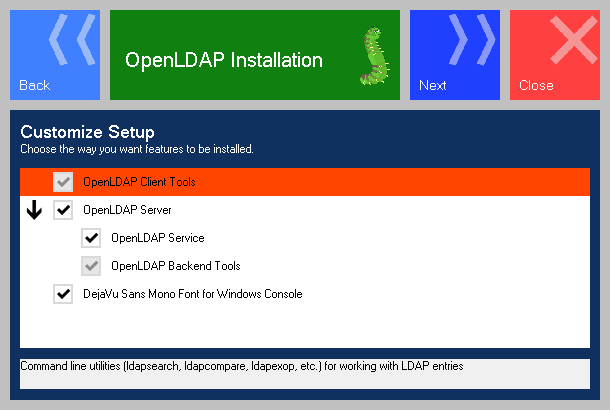 OpenLDAP Installation
Back
Next
Close
Customize Setup
Choose the way you want features to be installed.
OpenLDAP Client Tools
OpenLDAP Server
OpenLDAP Service
OpenLDAP Backend Tools
DejaVu Sans Mono Font for Windows Console
Command line utilities (ldapsearch, ldapcompare, ldapexop, etc.) for working with LDAP entries